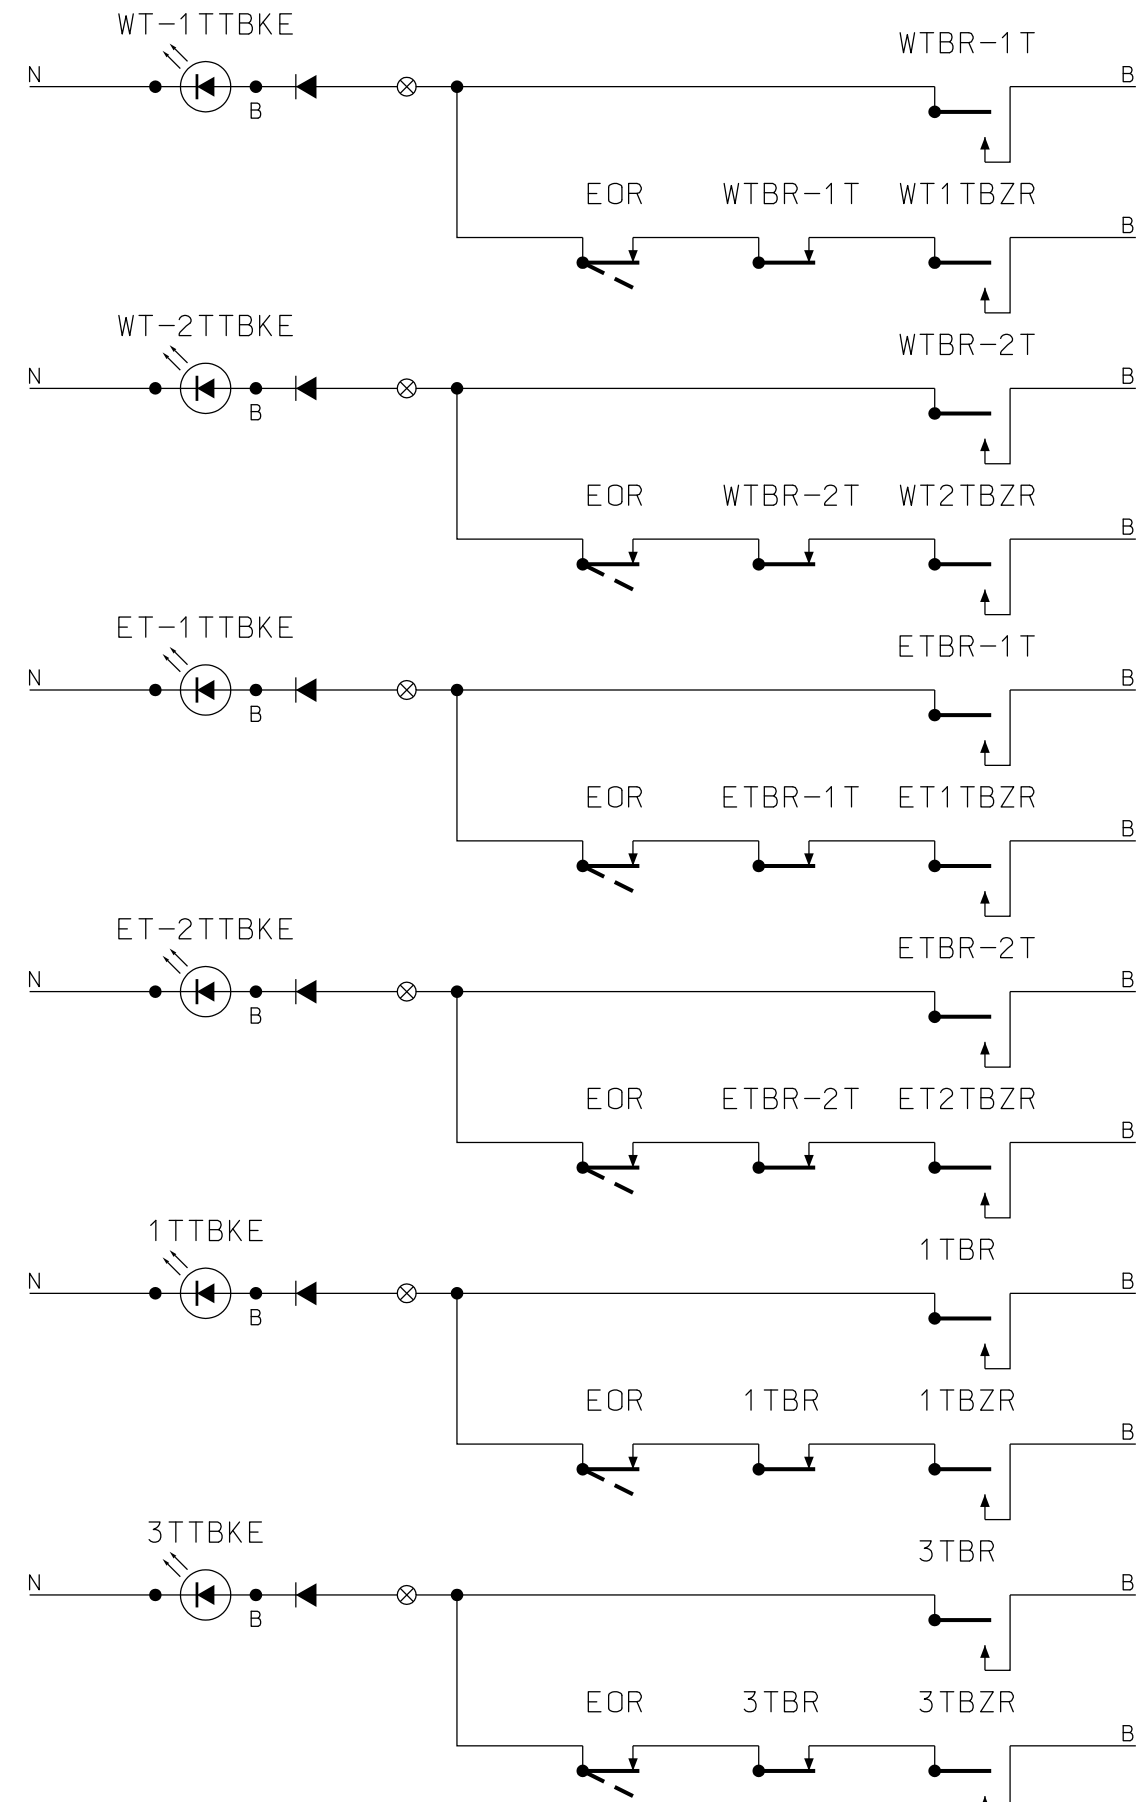 WT-1TTBKE
WTBR-1T
N
B
B
EOR WTBR-1T WT1TBZR
B
WT-2TTBKE
WTBR-2T
N
B
B
EOR WTBR-2T WT2TBZR
B
ET-1TTBKE
ETBR-1T
N
B
B
EOR ETBR-1T ET1TBZR
B
ET-2TTBKE
ETBR-2T
N
B
B
EOR ETBR-2T ET2TBZR
B
1TTBKE
1TBR
N
B
B
EOR 1TBR 1TBZR
B
3TTBKE
3TBR
N
B
B
EOR 3TBR 3TBZR
B